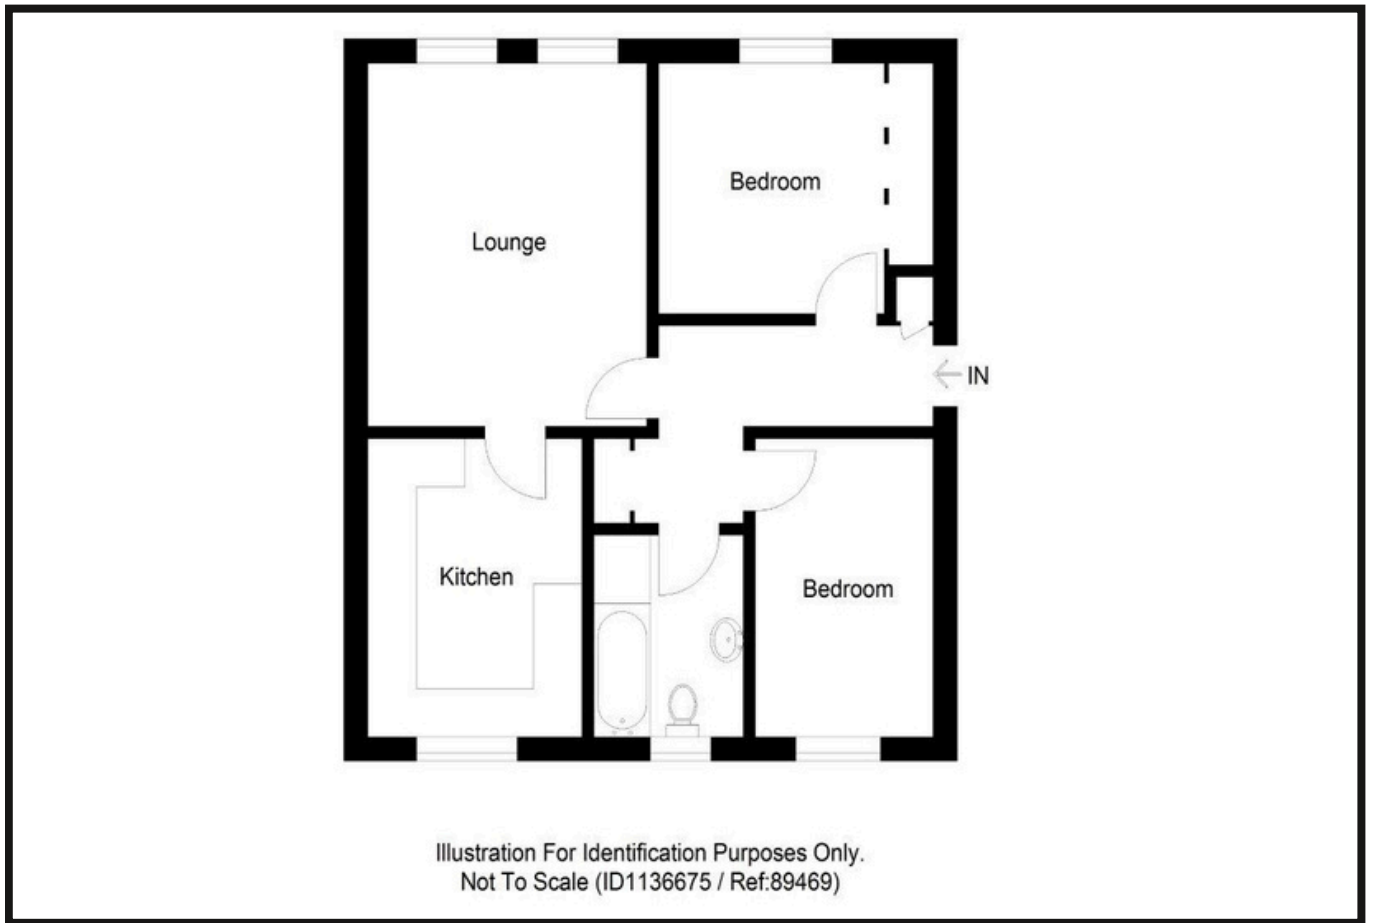 Bedroom
Lounge
IN
Kitchen
Bedroom
Illustration For Identification Purposes Only.
Not To Scale (ID1136675 / Ref:89469)